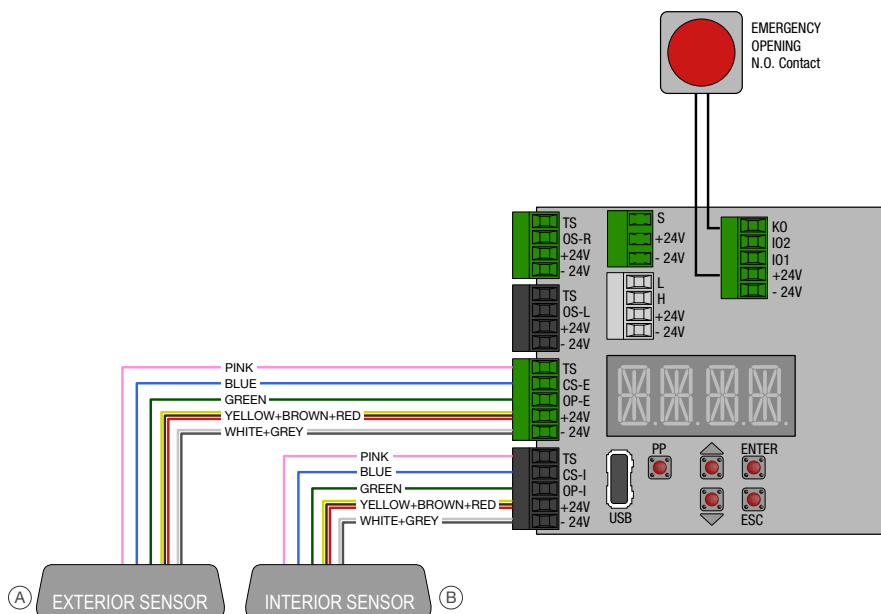 EMERGENCY
OPENING
N.O. Contact
TS
OS-R
+24V
- 24V
S
+24V
- 24V
KO
IO2
IO1
+24V
- 24V
TS
OS-L
+24V
- 24V
L
H
+24V
- 24V
PINK
BLUE
GREEN
YELLOW+BROWN+RED
WHITE+GREY
TS
CS-E
OP-E
+24V
- 24V
PINK
BLUE
GREEN
YELLOW+BROWN+RED
WHITE+GREY
TS
CS-I
OP-I
+24V
- 24V
USB
PP
ENTER
ESC
A
EXTERIOR SENSOR
INTERIOR SENSOR
B